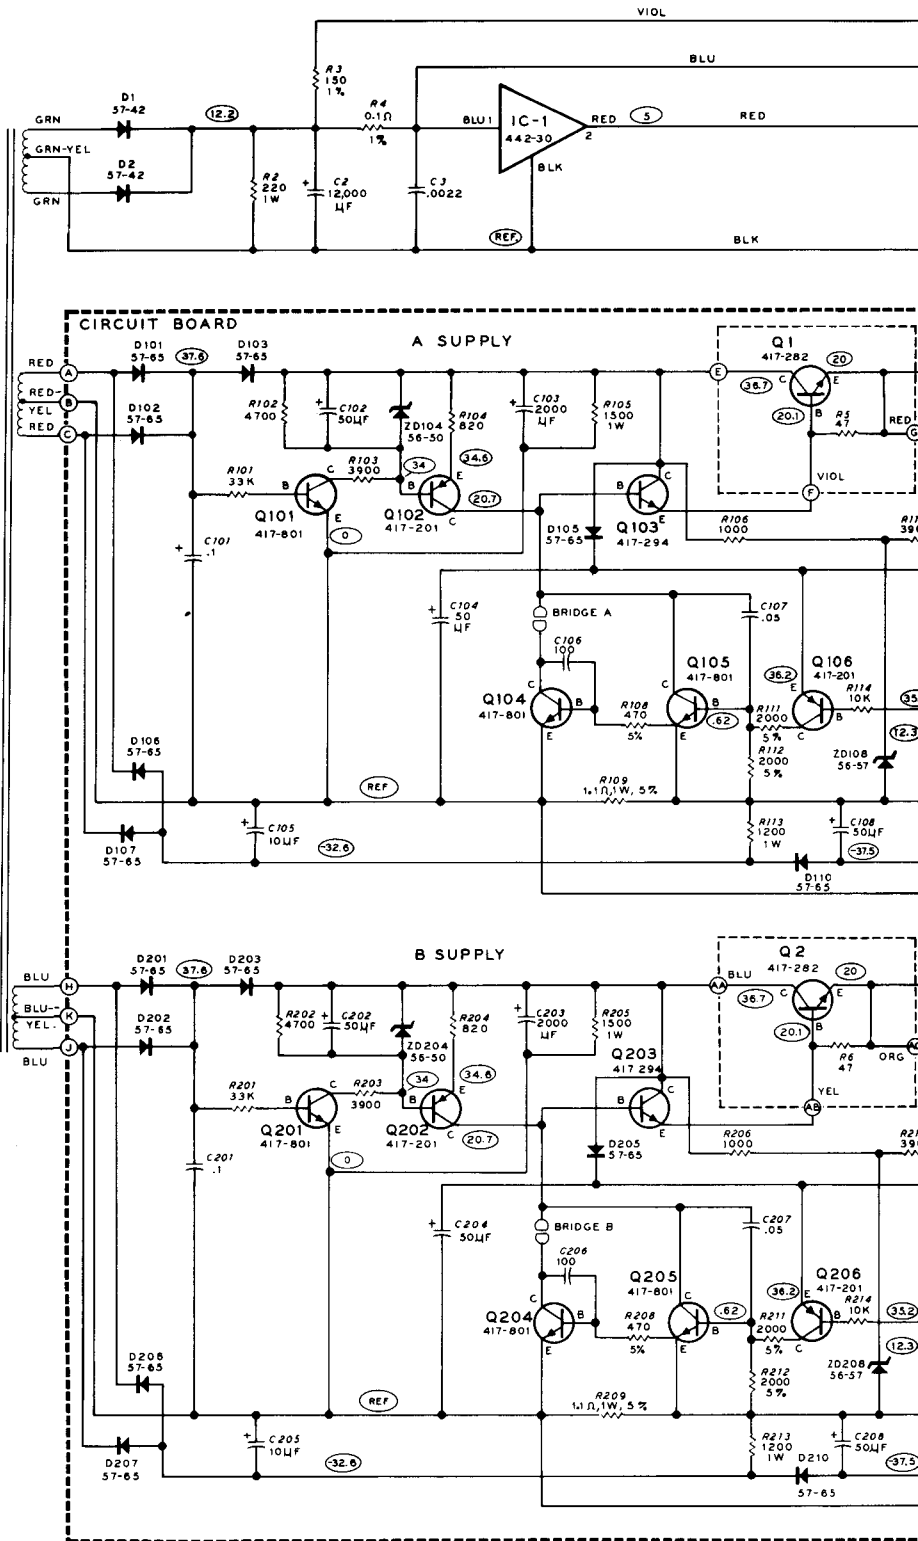 VIOL
BLU
R3
150
1%
D1
57-42
GRN
12.2
R4
0.1Ω
1%
BLU 1
IC-1
442-30
RED
2
5
RED
GRN-YEL
D2
57-42
GRN
R2
220
1W
C2
12,000
µF
C3
.0022
BLK
REF.
BLK
CIRCUIT BOARD
A SUPPLY
D101
57-65
37.6
D103
57-65
RED
A
RED-
B
YEL
RED
C
D102
57-65
R102
4700
C102
50µF
ZD104
56-50
R104
820
C103
2000
µF
R105
1500
1W
E
36.7
C
Q1
417-282
20
E
20.1
B
R5
47
RED
G
VIOL
F
R101
33K
B
C
R103
3900
34
34.6
E
B
20.7
C
Q101
417-801
E
0
Q102
417-201
B
C
E
Q103
417-294
D105
57-65
R106
1000
R11
390
C101
.1
C104
50
µF
BRIDGE A
C107
.05
C106
100
Q105
417-801
C
36.2
E
Q106
417-201
R114
10K
35
Q104
417-801
C
B
E
R108
470
5%
E
B
.62
R111
2000
5%
C
B
12.3
ZD108
56-57
R112
2000
5%
D106
57-65
REF
R109
1.1Ω,1W, 5%
D107
57-65
C105
10µF
-32.6
R113
1200
1W
C108
50µF
-37.5
D110
57-65
B SUPPLY
D201
57-65
37.6
D203
57-65
BLU
H
BLU-
K
YEL.
J
BLU
D202
57-65
R202
4700
C202
50µF
ZD204
56-50
R204
820
C203
2000
µF
R205
1500
1W
AA
BLU
36.7
C
Q2
417-282
20
E
20.1
B
R6
47
ORG
YEL
AB
R201
33K
B
C
R203
3900
34
34.6
E
B
20.7
C
Q201
417-801
E
0
Q202
417-201
Q203
417 294
B
C
E
D205
57-65
R206
1000
R21
390
C201
.1
C204
50µF
BRIDGE B
C207
.05
C206
100
Q205
417-801
C
36.2
E
Q206
417-201
R214
10K
35.2
Q204
417-801
C
B
E
R208
470
5%
E
B
.62
R211
2000
5%
C
B
12.3
ZD208
56-57
R212
2000
5%
D206
57-65
REF
R209
1.1Ω,1W, 5%
D207
57-65
C205
10µF
-32.6
R213
1200
1W
D210
57-65
C208
50µF
-37.5